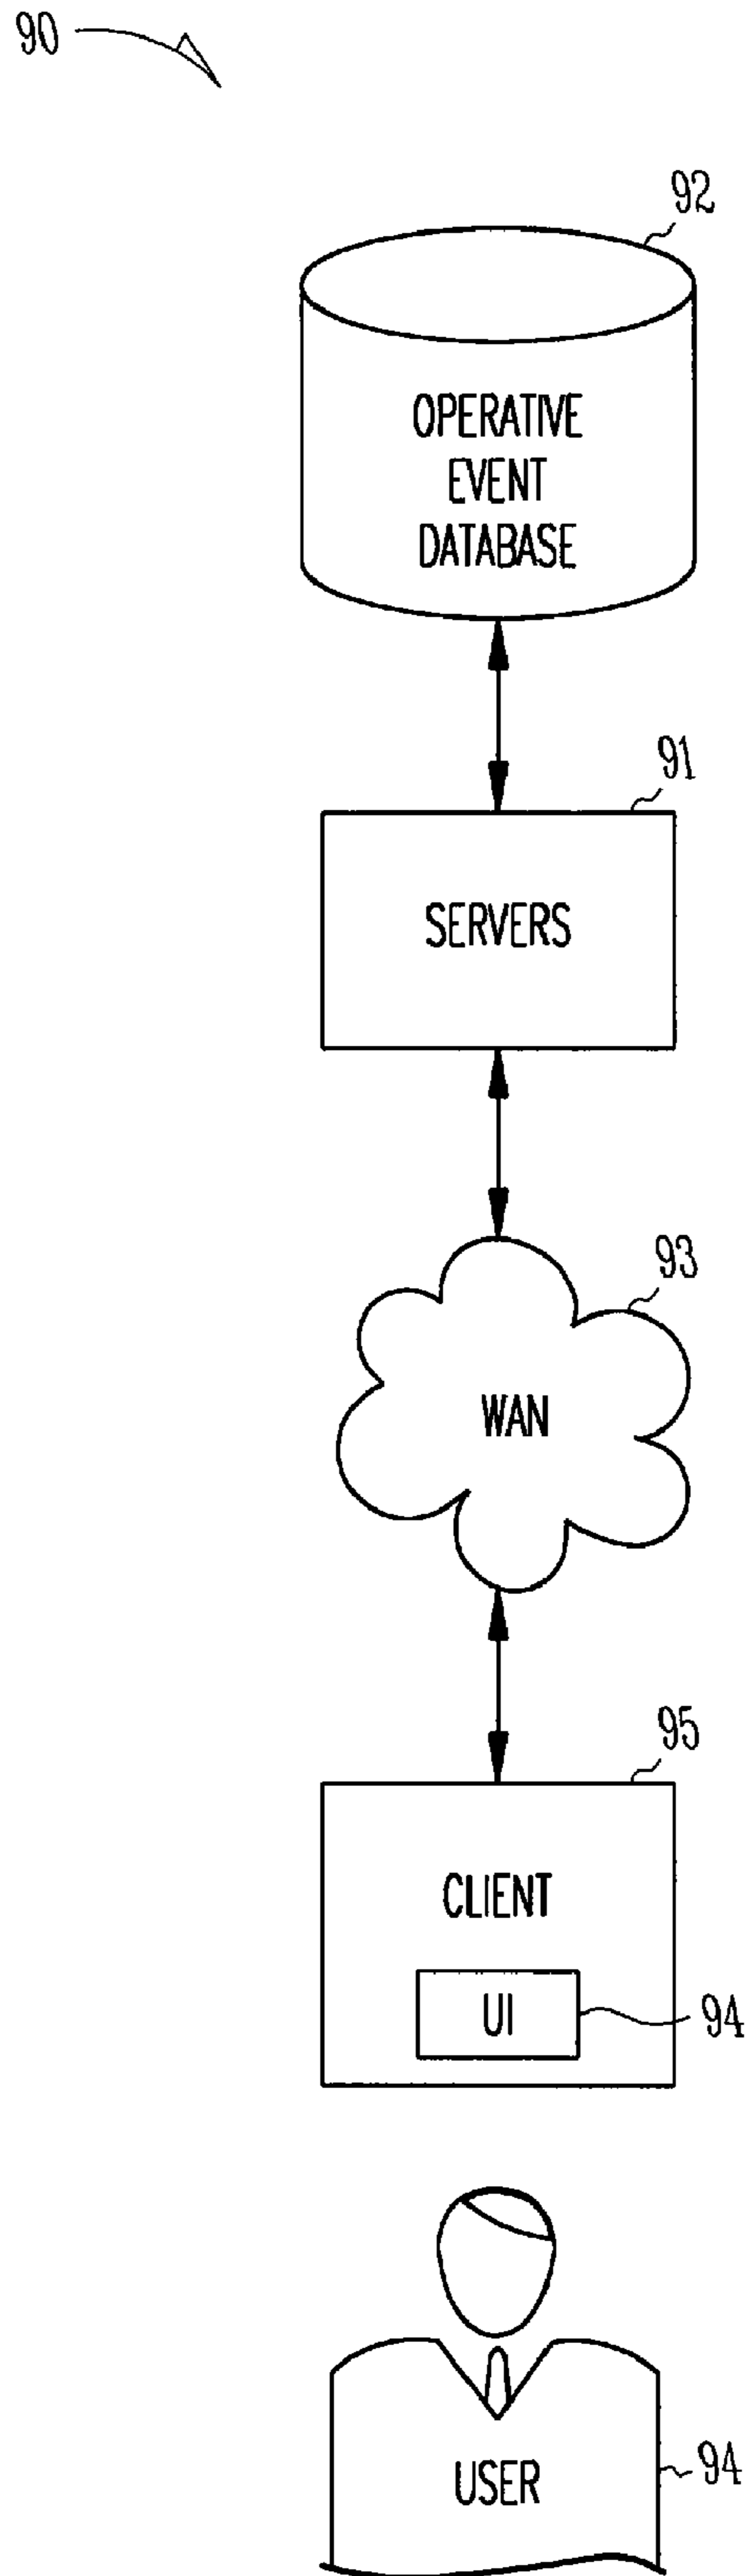 90
92
OPERATIVE
EVENT
DATABASE
91
SERVERS
93
WAN
95
CLIENT
UI
94
USER
94